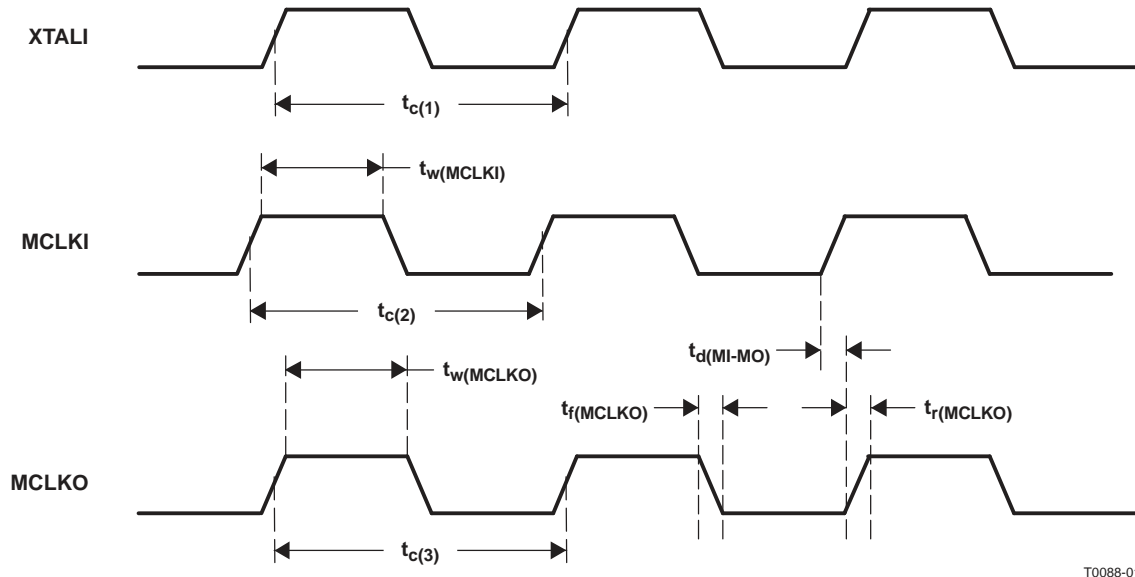 XTALI
tc(1)
tw(MCLKI)
MCLKI
tc(2)
td(MI-MO)
tw(MCLKO)
tf(MCLKO)
tr(MCLKO)
MCLKO
tc(3)
T0088-01